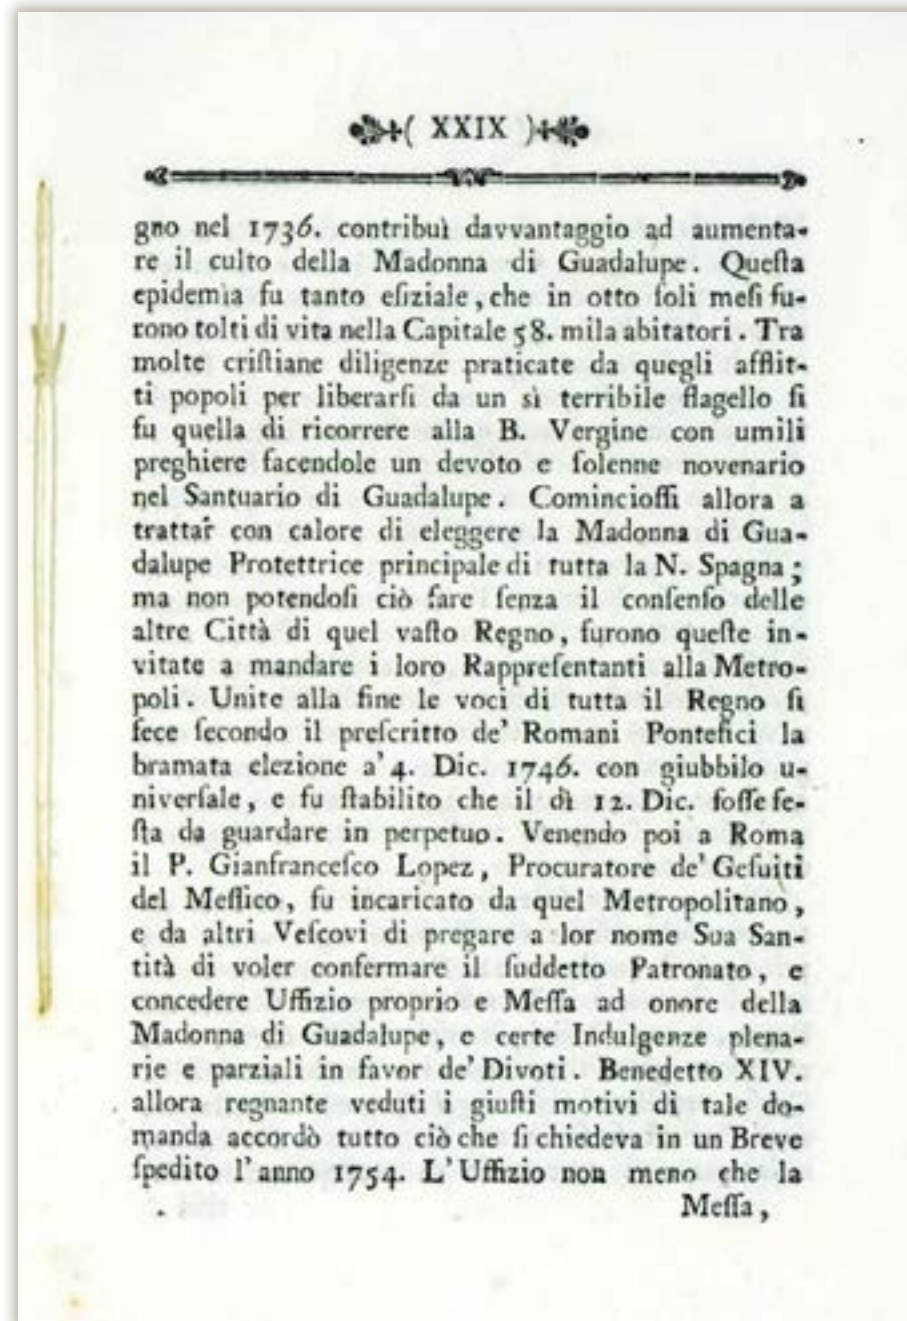 ( XXIX )
gno nel 1736. contribuì davvantaggio ad aumenta-
re il culto della Madonna di Guadalupe. Queſta
epidemia fu tanto eſiziale, che in otto ſoli meſi fu-
rono tolti di vita nella Capitale 58. mila abitatori. Tra
molte criſtiane diligenze praticate da quegli afflit-
ti popoli per liberarſi da un sì terribile flagello ſi
fu quella di ricorrere alla B. Vergine con umili
preghiere facendole un devoto e ſolenne novenario
nel Santuario di Guadalupe. Comincioſſi allora a
trattar con calore di eleggere la Madonna di Gua-
dalupe Protettrice principale di tutta la N. Spagna;
ma non potendoſi ciò fare ſenza il conſenſo delle
altre Città di quel vaſto Regno, furono queſte in-
vitate a mandare i loro Rappreſentanti alla Metro-
poli. Unite alla fine le voci di tutta il Regno ſi
fece ſecondo il preſcritto de' Romani Pontefici la
bramata elezione a' 4. Dic. 1746. con giubbilo u-
niverſale, e fu ſtabilito che il dì 12. Dic. foſſe fe-
ſta da guardare in perpetuo. Venendo poi a Roma
il P. Gianfranceſco Lopez, Procuratore de' Geſuiti
del Meſſico, fu incaricato da quel Metropolitano,
e da altri Veſcovi di pregare a lor nome Sua San-
tità di voler confermare il ſuddetto Patronato, e
concedere Uffizio proprio e Meſſa ad onore della
Madonna di Guadalupe, e certe Indulgenze plena-
rie e parziali in favor de' Divoti. Benedetto XIV.
allora regnante veduti i giuſti motivi di tale do-
manda accordò tutto ciò che ſi chiedeva in un Breve
ſpedito l'anno 1754. L'Uffizio non meno che la
Meſſa,